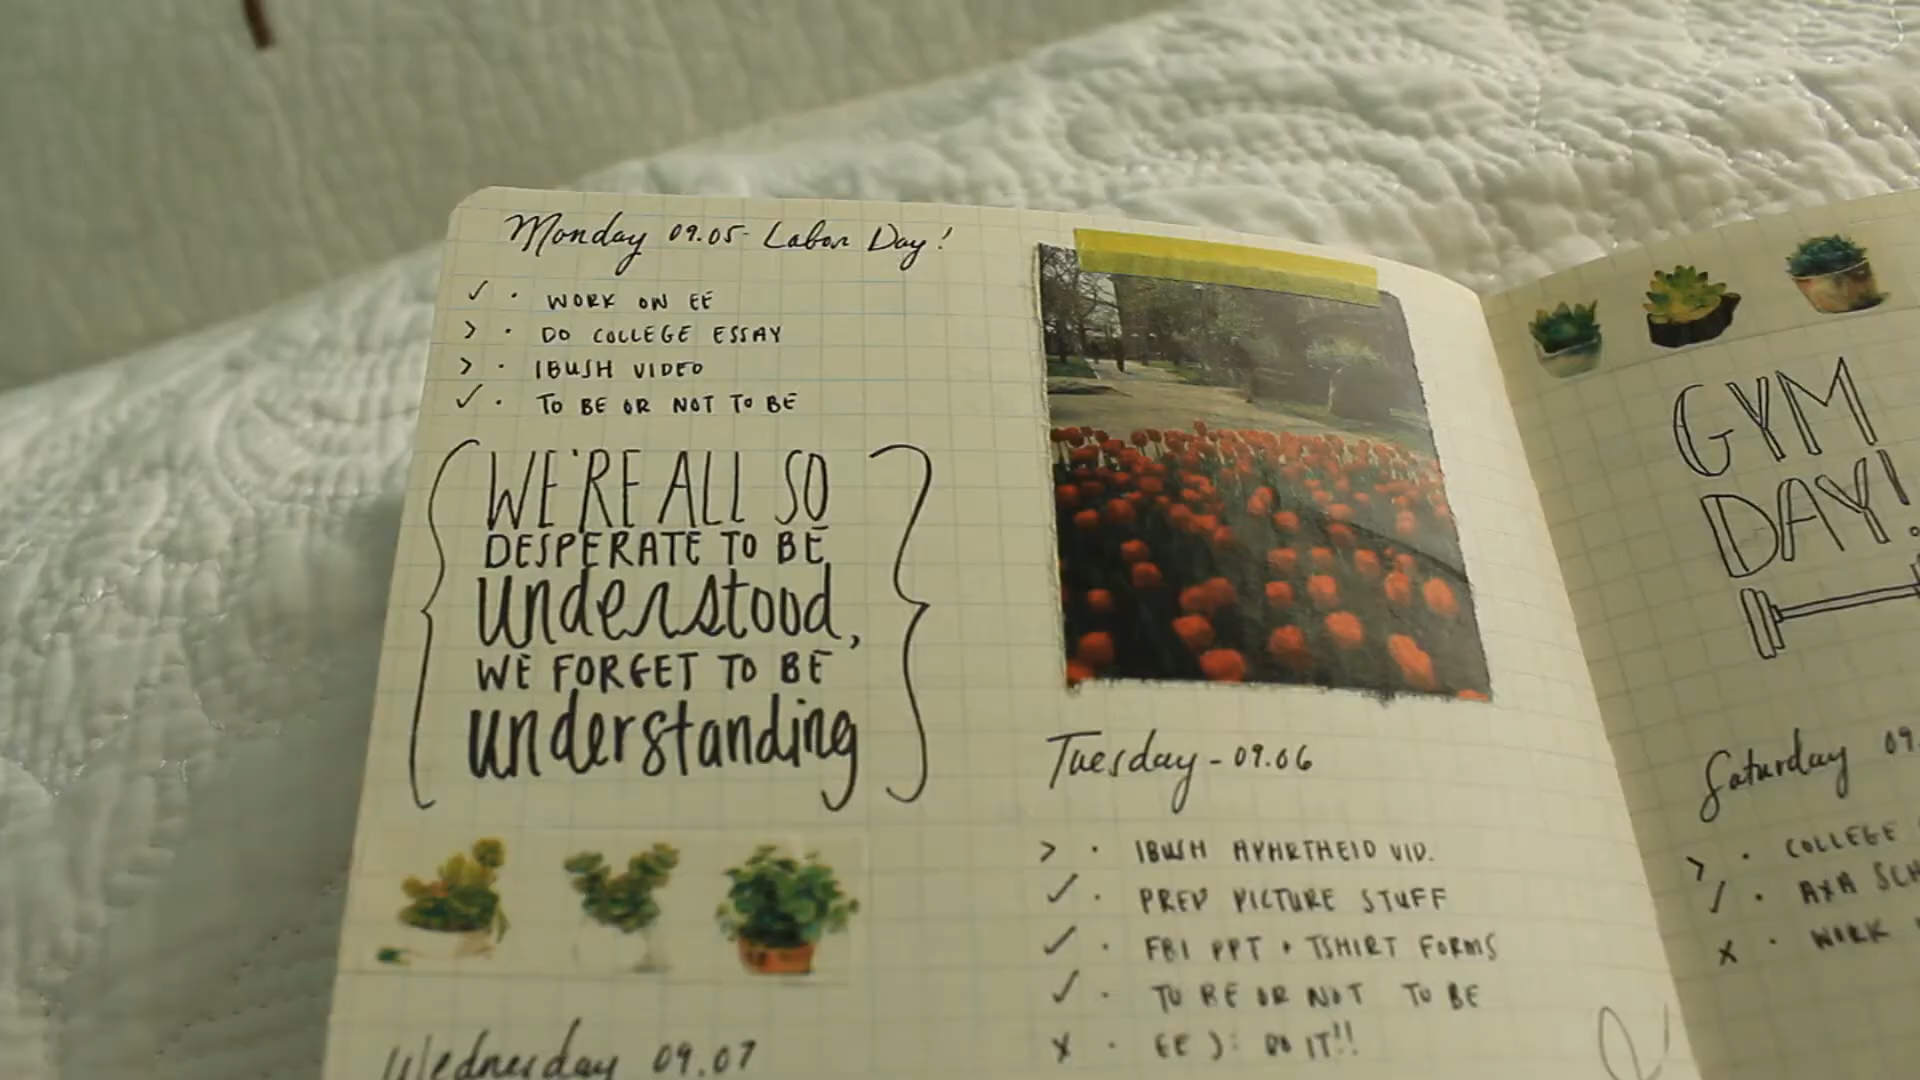 Monday 09.05- Labor Day!
✓ · WORK ON EE
> · DO COLLEGE ESSAY
> · IBUSH VIDEO
✓ · TO BE OR NOT TO BE
WE'RE ALL SO
DESPERATE TO BE
understood,
WE FORGET TO BE
understanding
Wednesday 09.07
Tuesday - 09.06
> · IBUSH APARTHEID VID.
✓ · PREP PICTURE STUFF
✓ · FBI PPT + TSHIRT FORMS
✓ · TO BE OR NOT TO BE
x · EE ): DO IT!!
GYM
DAY!
Saturday 09.
> · COLLEGE
✓ · SCH
x · WORK